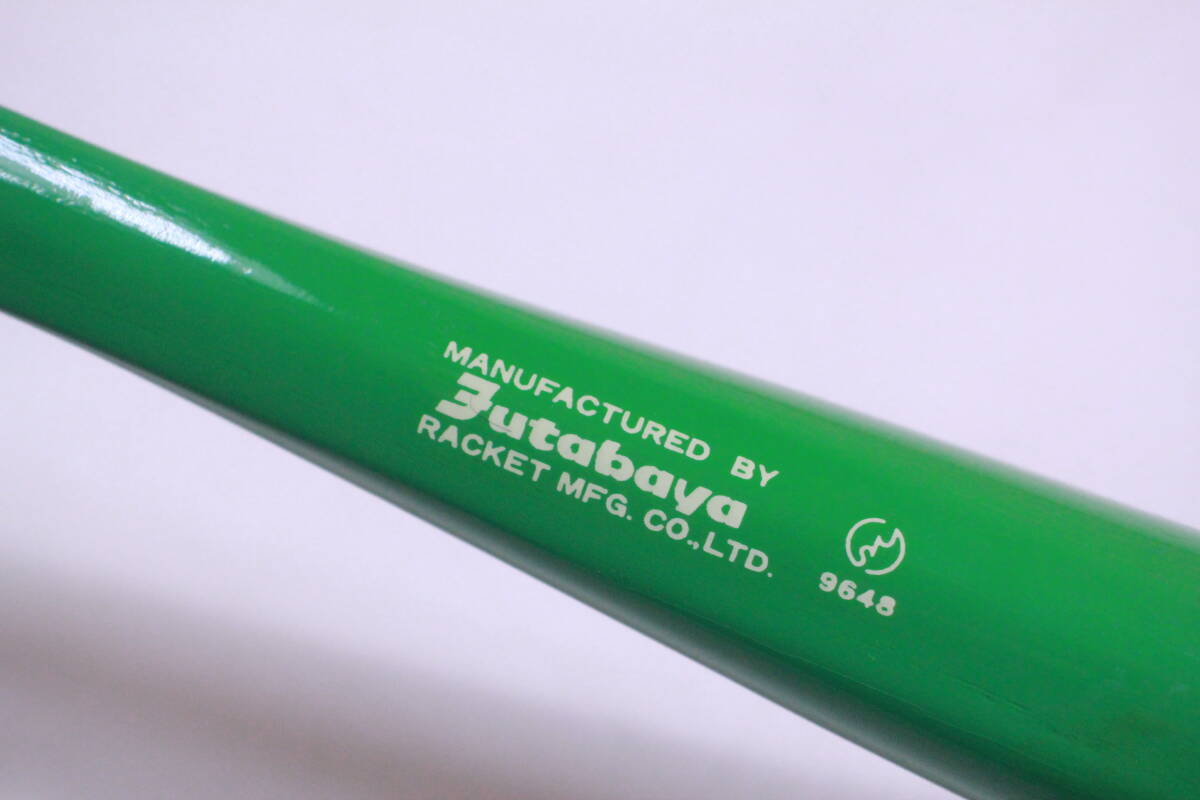 MANUFACTURED BY
Futabaya
RACKET MFG. CO.,LTD.
9648